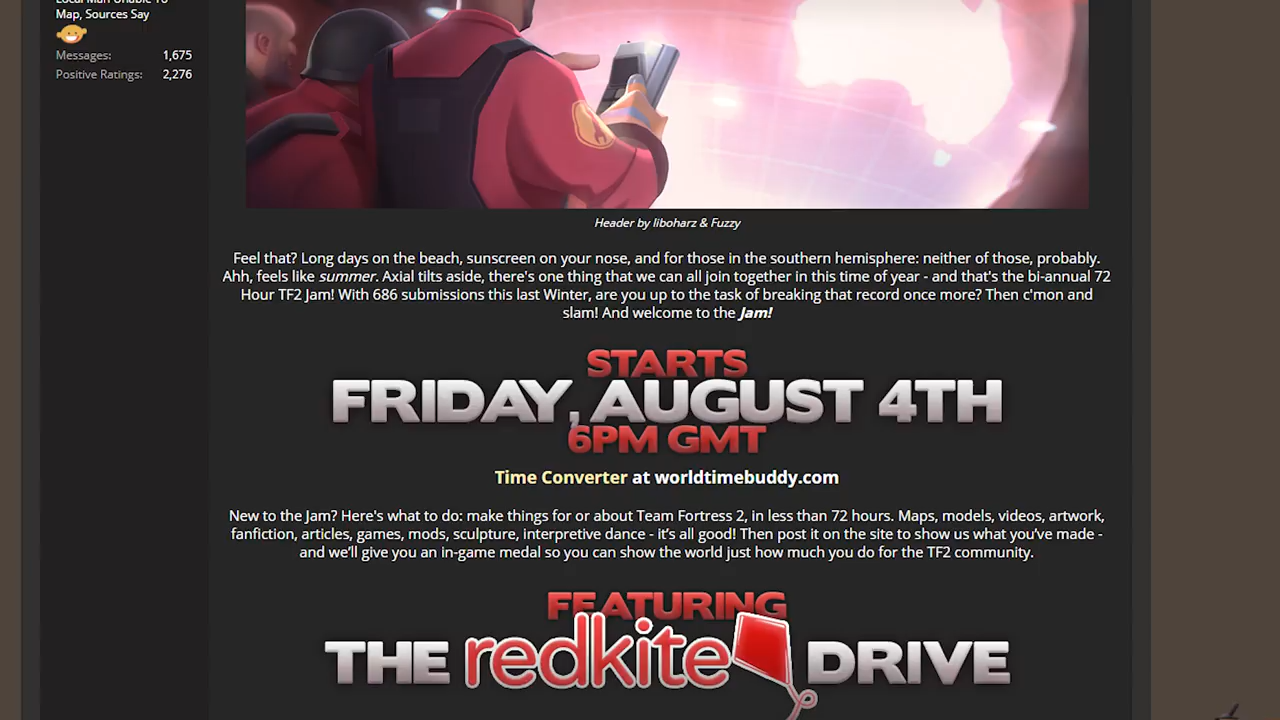 Map, Sources Say
Messages: 1,675
Positive Ratings: 2,276
Header by liboharz & Fuzzy
Feel that? Long days on the beach, sunscreen on your nose, and for those in the southern hemisphere: neither of those, probably.
Ahh, feels like summer. Axial tilts aside, there's one thing that we can all join together in this time of year - and that's the bi-annual 72
Hour TF2 Jam! With 686 submissions this last Winter, are you up to the task of breaking that record once more? Then c'mon and
slam! And welcome to the Jam!
STARTS
FRIDAY, AUGUST 4TH
6PM GMT
Time Converter at worldtimebuddy.com
New to the Jam? Here's what to do: make things for or about Team Fortress 2, in less than 72 hours. Maps, models, videos, artwork,
fanfiction, articles, games, mods, sculpture, interpretive dance - it's all good! Then post it on the site to show us what you've made -
and we'll give you an in-game medal so you can show the world just how much you do for the TF2 community.
FEATURING
THE redkite DRIVE